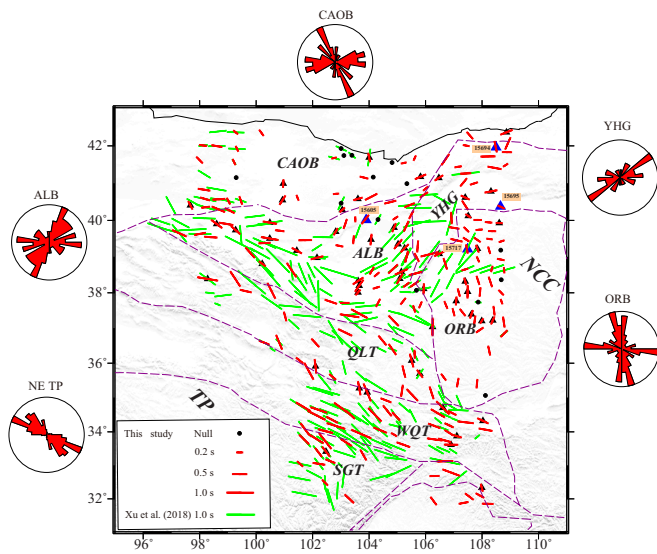 CAOB
YHG
ALB
ORB
NE TP
42°
40°
38°
36°
34°
32°
CAOB
15694
YHG
15695
15605
ALB
15717
NCC
ORB
QLT
TP
WQT
SGT
This study Null
0.2 s
0.5 s
1.0 s
Xu et al. (2018) 1.0 s
96° 98° 100° 102° 104° 106° 108° 110°